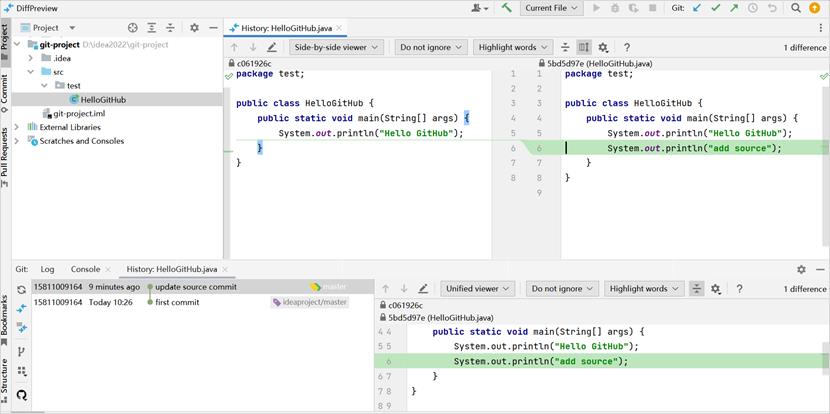 DiffPreview
Current File
Git:
Project
git-project D:\idea2022\git-project
.idea
src
test
HelloGitHub
git-project.iml
External Libraries
Scratches and Consoles
Project
Commit
Pull Requests
Bookmarks
Structure
History: HelloGitHub.java
Side-by-side viewer
Do not ignore
Highlight words
?
1 difference
c061926c
5bd5d97e (HelloGitHub.java)
package test;
public class HelloGitHub {
public static void main(String[] args) {
System.out.println("Hello GitHub");
}
}
1 1
2 2
3 3
4 4
5 5
6 6
7 7
8 8
9
package test;
public class HelloGitHub {
public static void main(String[] args) {
System.out.println("Hello GitHub");
System.out.println("add source");
}
}
Git:
Log
Console
History: HelloGitHub.java
15811009164 9 minutes ago update source commit master
15811009164 Today 10:26 first commit ideaproject/master
Unified viewer
Do not ignore
Highlight words
?
1 difference
c061926c
5bd5d97e (HelloGitHub.java)
4 4 public static void main(String[] args) {
5 5 System.out.println("Hello GitHub");
6 System.out.println("add source");
6 7 }
7 8 }
8 9